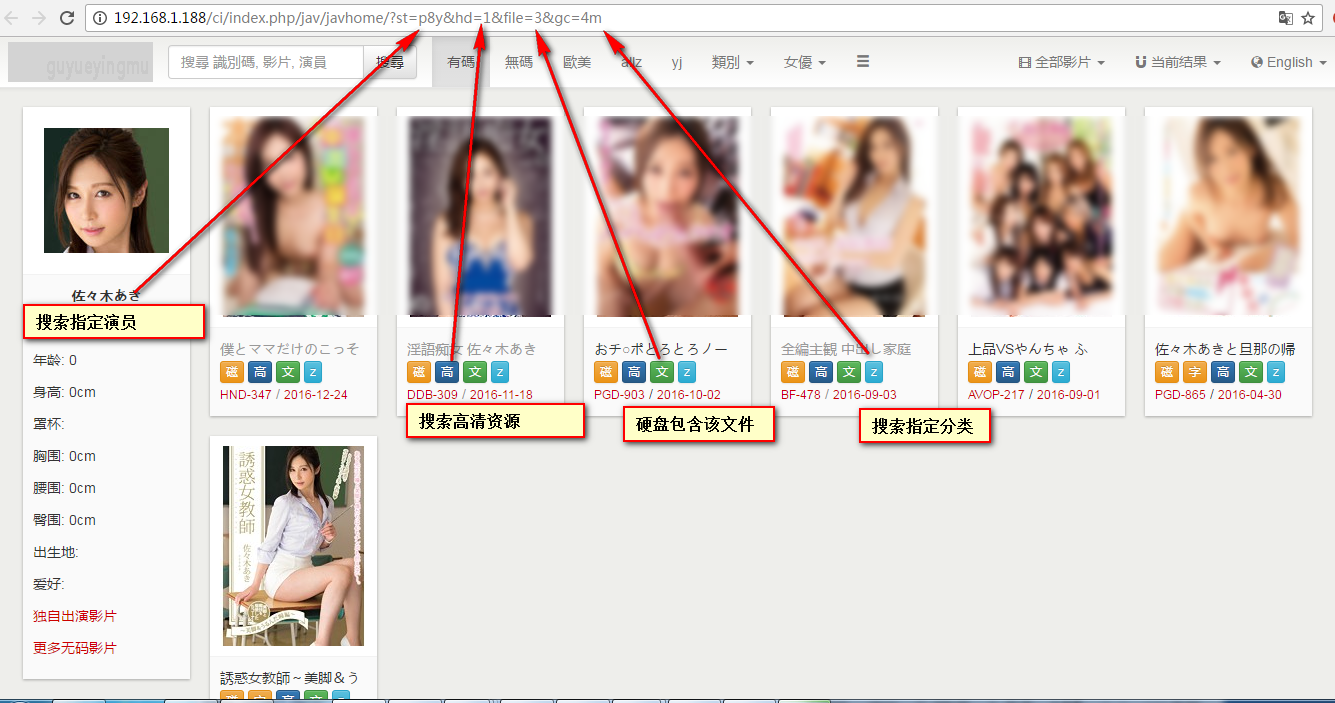 192.168.1.188/ci/index.php/jav/javhome/?st=p8y&hd=1&file=3&gc=4m
guyueyingmu
搜尋 識別碼, 影片, 演員
搜尋
有碼
無碼
歐美
yj
類別
女優
全部影片
当前结果
English
佐々木あき
搜索指定演员
年龄: 0
身高: 0cm
罩杯:
胸围: 0cm
腰围: 0cm
臀围: 0cm
出生地:
爱好:
独自出演影片
更多无码影片
僕とママだけのこっそ
磁 高 文 z
HND-347 / 2016-12-24
淫語痴女 佐々木あき
磁 高 文 z
DDB-309 / 2016-11-18
搜索高清资源
おチ○ポとろとろノー
磁 高 文 z
PGD-903 / 2016-10-02
硬盘包含该文件
全編主観 中出し家庭
磁 高 文 z
BF-478 / 2016-09-03
搜索指定分类
上品VSやんちゃ ふ
磁 高 文 z
AVOP-217 / 2016-09-01
佐々木あきと旦那の帰
磁 字 高 文 z
PGD-865 / 2016-04-30
誘惑女教師
佐々木あき
誘惑女教師～美脚＆う
磁 字 高 文 z